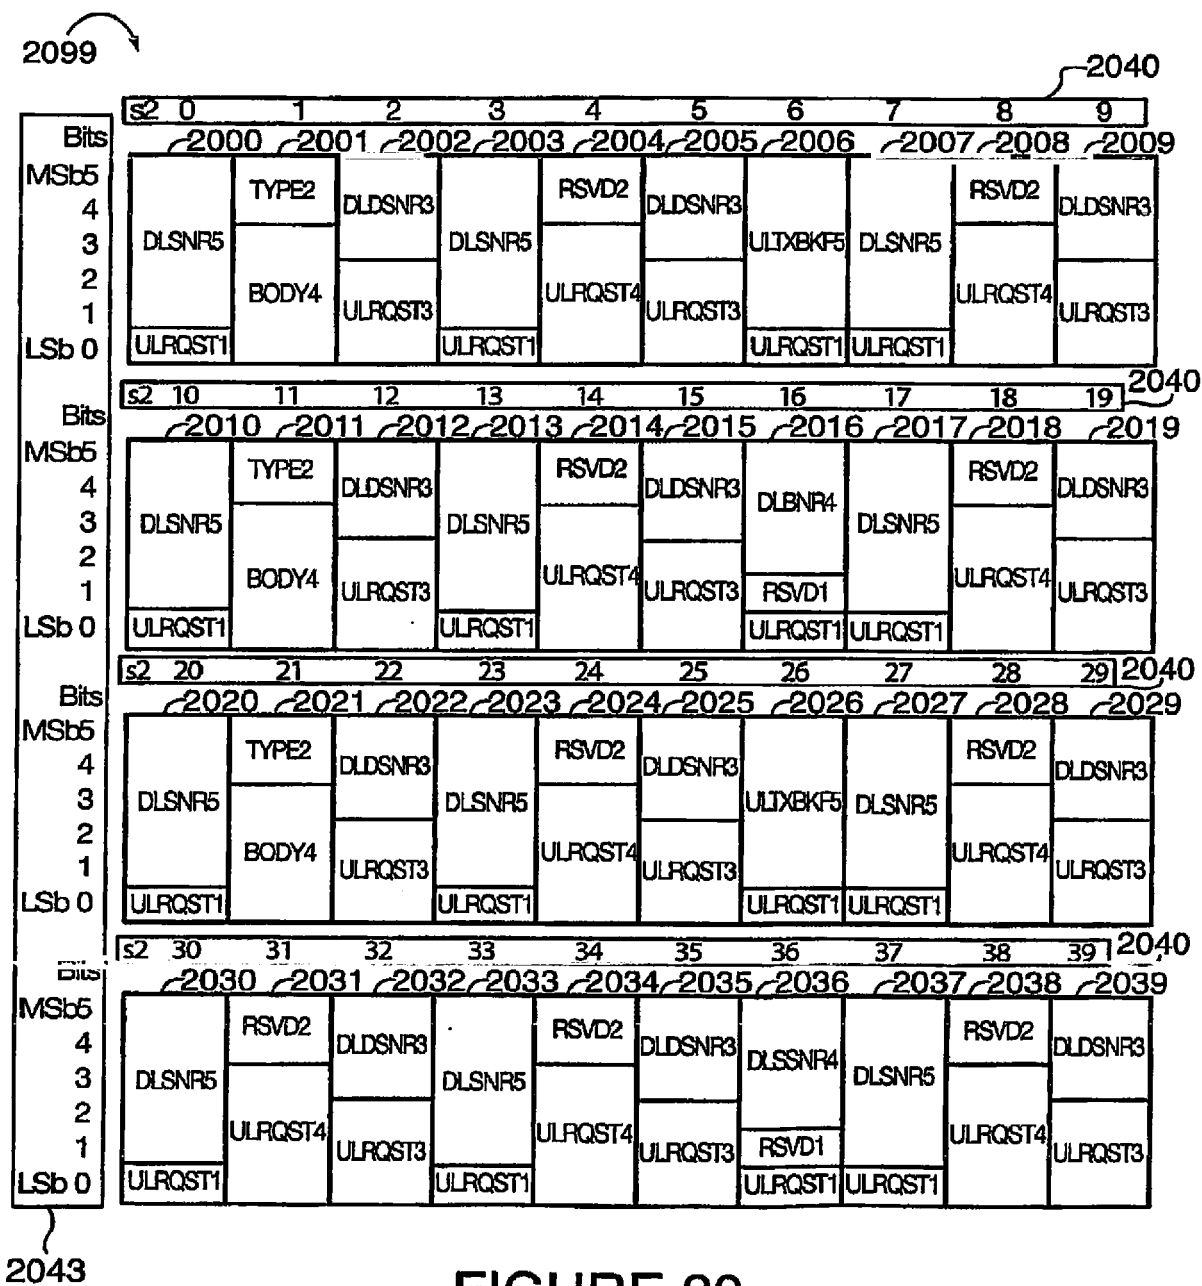 2099
2040
s2 0 1 2 3 4 5 6 7 8 9
Bits 2000 2001 2002 2003 2004 2005 2006 2007 2008 2009
MSb5
4
3
2
1
LSb 0
DLSNR5 TYPE2 DLDSNR3 DLSNR5 RSVD2 DLDSNR3 ULTXBKF5 DLSNR5 RSVD2 DLDSNR3
BODY4 ULRQST3 ULRQST4 ULRQST3 ULRQST4 ULRQST3
ULRQST1 ULRQST1 ULRQST1 ULRQST1
s2 10 11 12 13 14 15 16 17 18 19 2040
Bits 2010 2011 2012 2013 2014 2015 2016 2017 2018 2019
MSb5
4
3
2
1
LSb 0
DLSNR5 TYPE2 DLDSNR3 DLSNR5 RSVD2 DLDSNR3 DLBNR4 DLSNR5 RSVD2 DLDSNR3
BODY4 ULRQST3 ULRQST4 ULRQST3 RSVD1 ULRQST4 ULRQST3
ULRQST1 ULRQST1 ULRQST1 ULRQST1
s2 20 21 22 23 24 25 26 27 28 29 2040
Bits 2020 2021 2022 2023 2024 2025 2026 2027 2028 2029
MSb5
4
3
2
1
LSb 0
DLSNR5 TYPE2 DLDSNR3 DLSNR5 RSVD2 DLDSNR3 ULTXBKF5 DLSNR5 RSVD2 DLDSNR3
BODY4 ULRQST3 ULRQST4 ULRQST3 ULRQST4 ULRQST3
ULRQST1 ULRQST1 ULRQST1 ULRQST1
s2 30 31 32 33 34 35 36 37 38 39 2040
Bits 2030 2031 2032 2033 2034 2035 2036 2037 2038 2039
MSb5
4
3
2
1
LSb 0
DLSNR5 RSVD2 DLDSNR3 DLSNR5 RSVD2 DLDSNR3 DLSSNR4 DLSNR5 RSVD2 DLDSNR3
ULRQST4 ULRQST3 ULRQST4 ULRQST3 RSVD1 ULRQST4 ULRQST3
ULRQST1 ULRQST1 ULRQST1 ULRQST1
2043